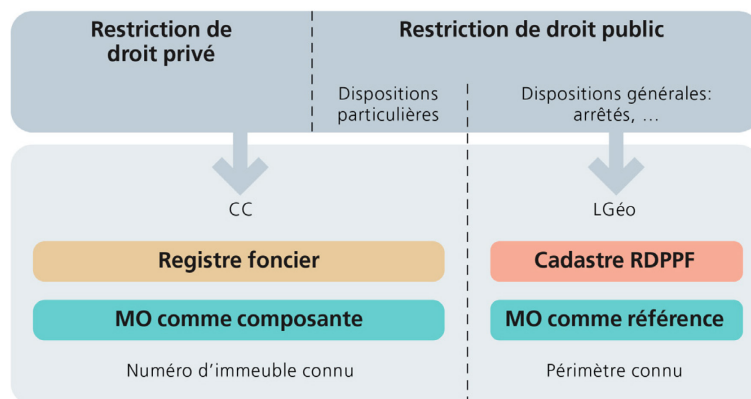 Restriction de
droit privé
Restriction de droit public
Dispositions
particulières
Dispositions générales:
arrêtés, ...
CC
LGéo
Registre foncier
Cadastre RDPPF
MO comme composante
MO comme référence
Numéro d’immeuble connu
Périmètre connu